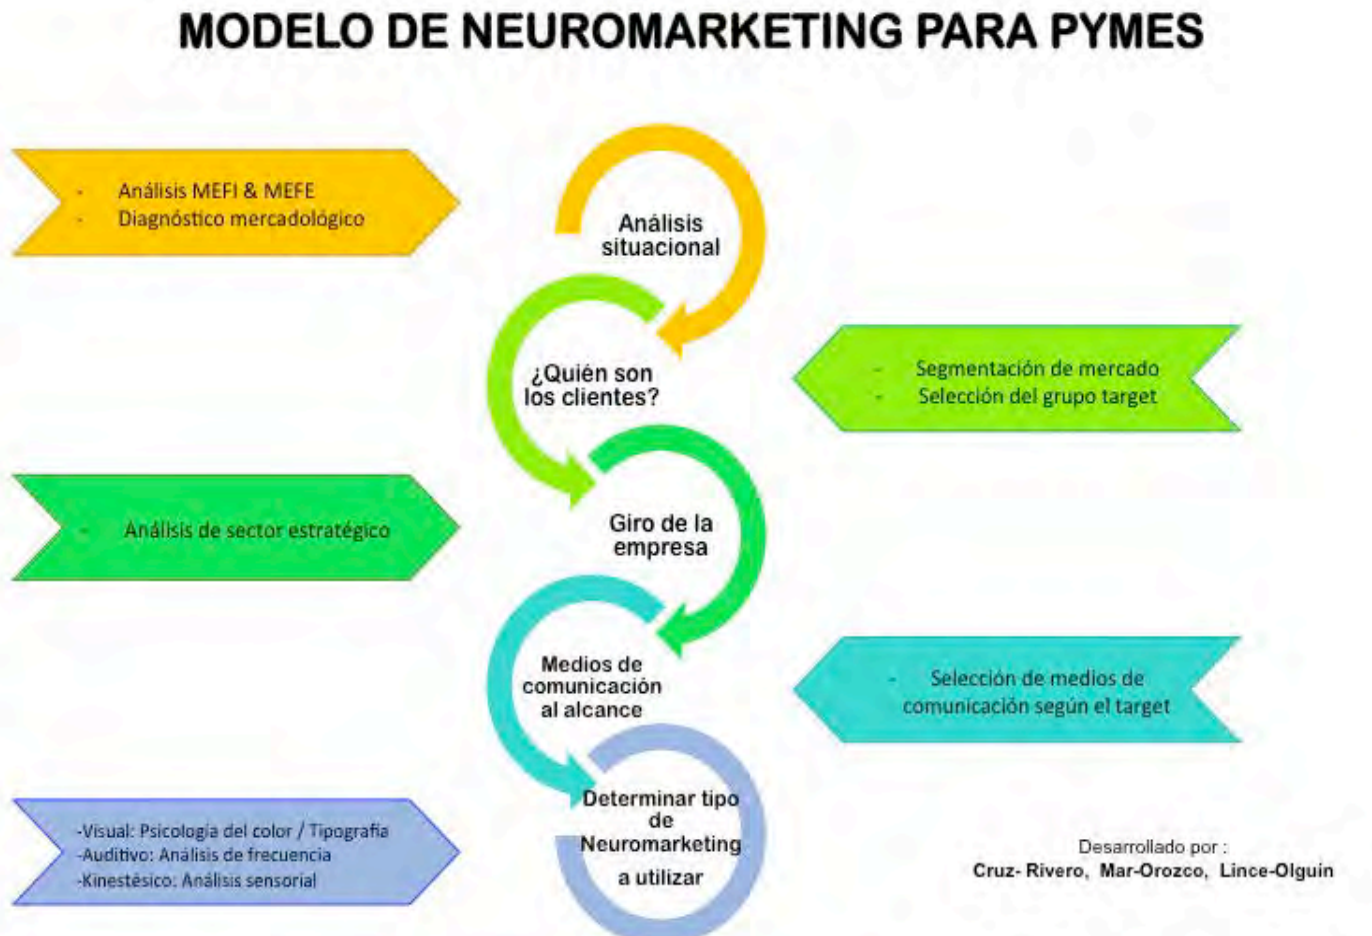 MODELO DE NEUROMARKETING PARA PYMES
- Análisis MEFI & MEFE
- Diagnóstico mercadológico
Análisis
situacional
¿Quién son
los clientes?
- Segmentación de mercado
- Selección del grupo target
- Análisis de sector estratégico
Giro de la
empresa
Medios de
comunicación
al alcance
- Selección de medios de
comunicación según el target
-Visual: Psicología del color / Tipografía
-Auditivo: Análisis de frecuencia
-Kinestésico: Análisis sensorial
Determinar tipo
de
Neuromarketing
a utilizar
Desarrollado por :
Cruz- Rivero, Mar-Orozco, Lince-Olguin